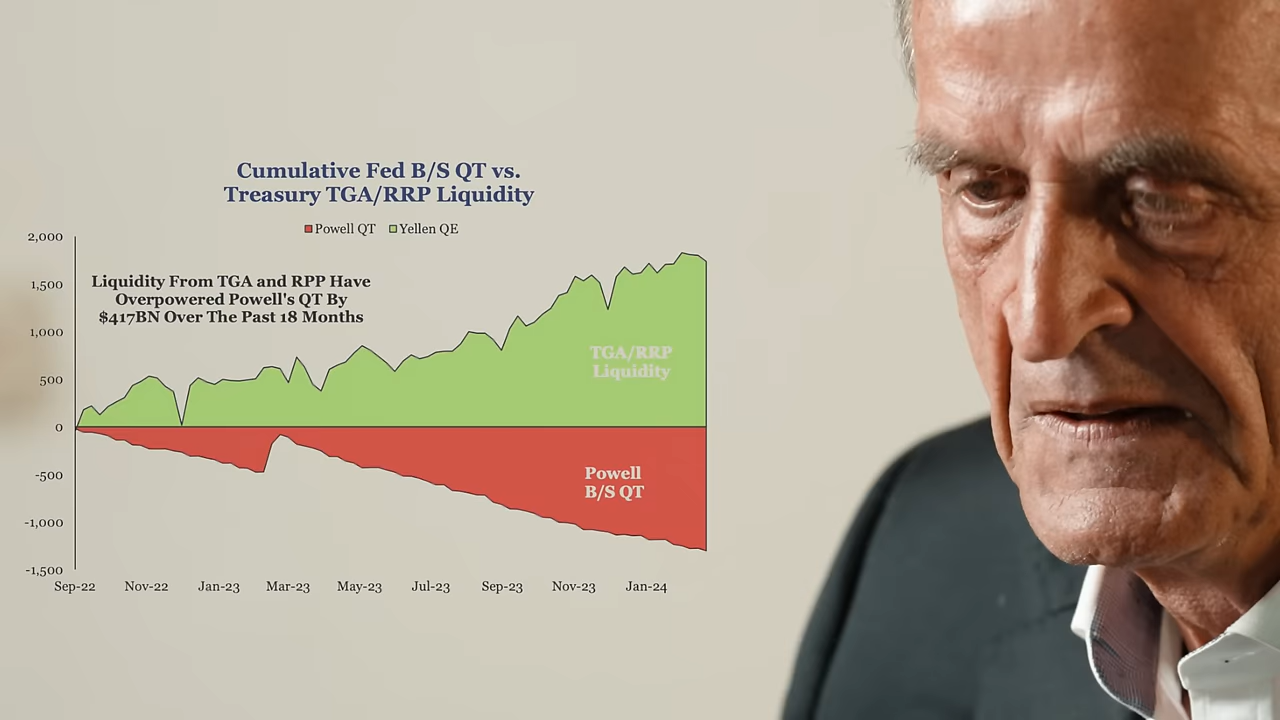 Cumulative Fed B/S QT vs.
Treasury TGA/RRP Liquidity
Powell QT Yellen QE
2,000
1,500
1,000
500
0
-500
-1,000
-1,500
Liquidity From TGA and RPP Have
Overpowered Powell's QT By
$417BN Over The Past 18 Months
TGA/RRP
Liquidity
Powell
B/S QT
Sep-22 Nov-22 Jan-23 Mar-23 May-23 Jul-23 Sep-23 Nov-23 Jan-24